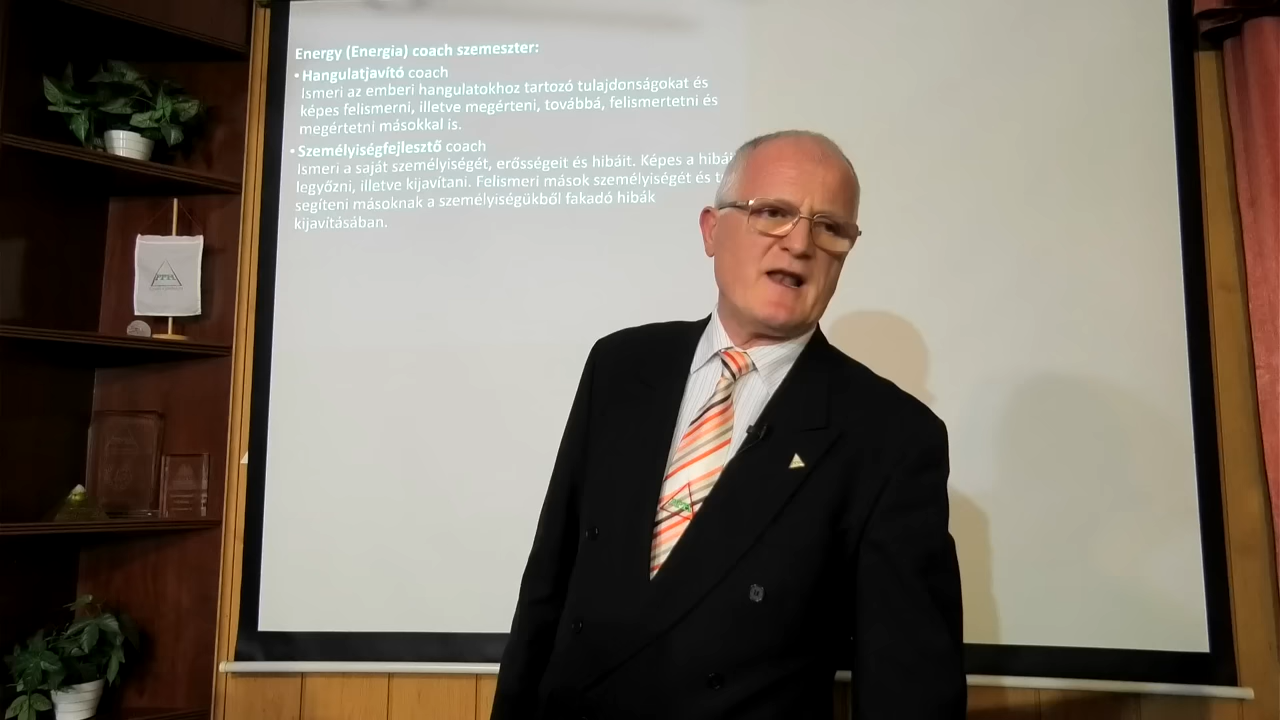 Energy (Energia) coach szemeszter:
• Hangulatjavító coach
Ismeri az emberi hangulatokhoz tartozó tulajdonságokat és
képes felismerni, illetve megérteni, továbbá, felismertetni és
megértetni másokkal is.
• Személyiségfejlesztő coach
Ismeri a saját személyiségét, erősségeit és hibáit. Képes a
legyőzni, illetve kijavítani. Felismeri mások személyiségét és
segíteni másoknak a személyiségükből fakadó hibák
kijavításában.